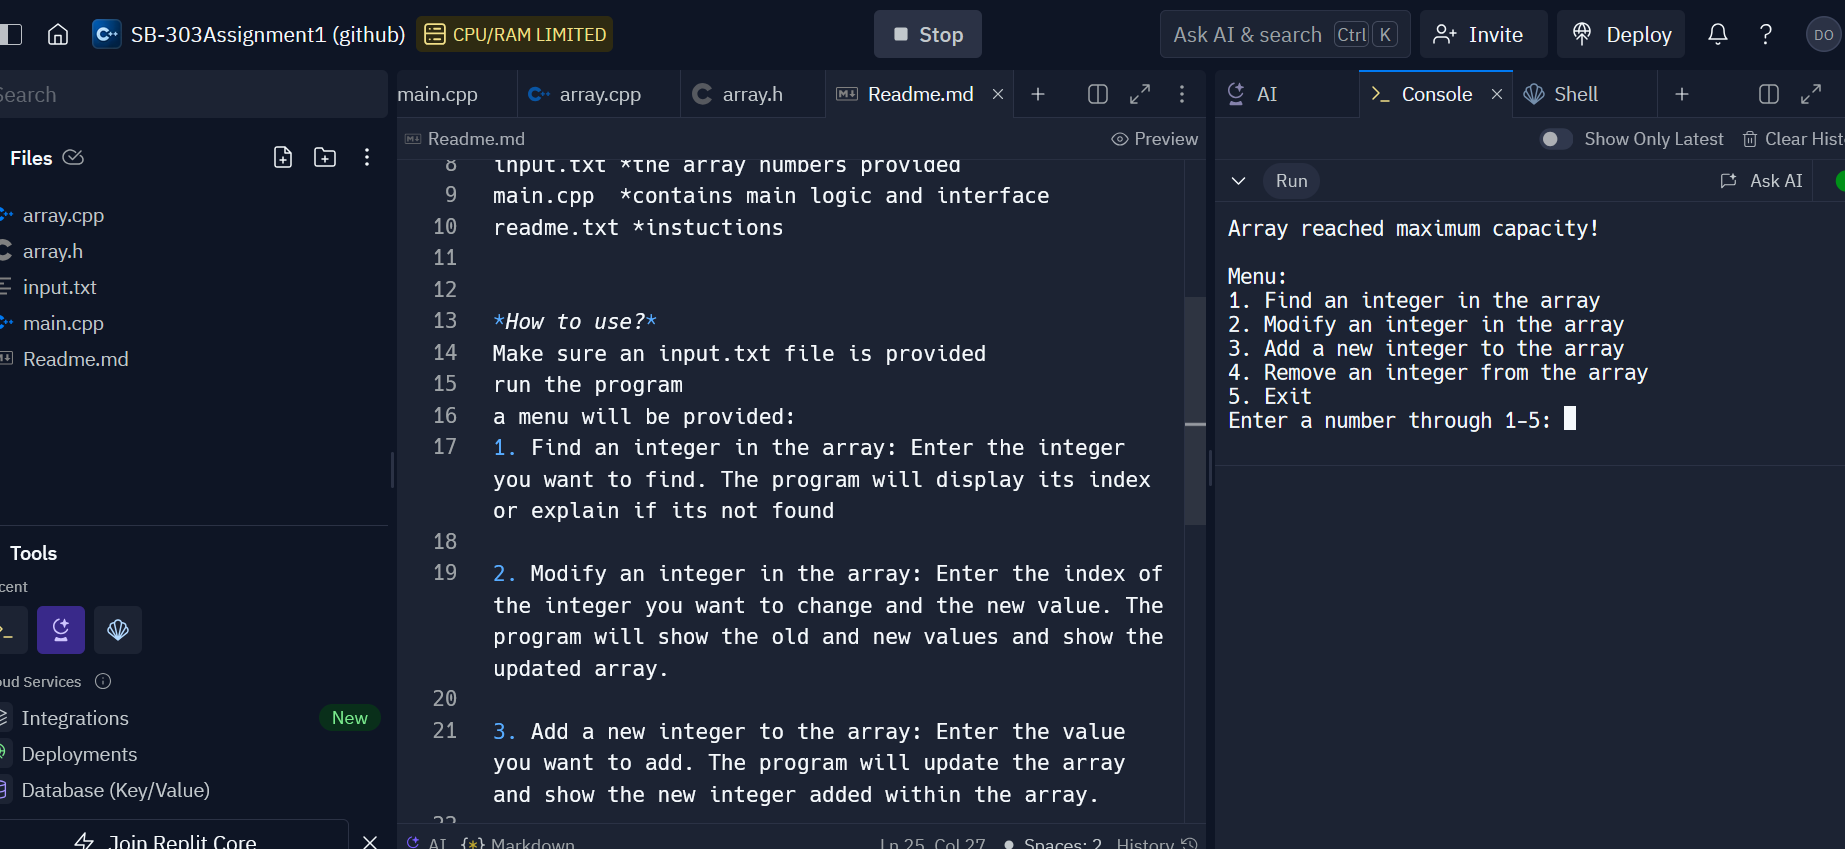 SB-303Assignment1 (github)
CPU/RAM LIMITED
Stop
Ask AI & search Ctrl K
Invite
Deploy
DO
Search
Files
array.cpp
array.h
input.txt
main.cpp
Readme.md
Tools
Integrations New
Deployments
Database (Key/Value)
Join Replit Core
main.cpp
array.cpp
array.h
Readme.md
Readme.md
Preview
8 input.txt *the array numbers provided
9 main.cpp  *contains main logic and interface
10 readme.txt *instuctions
11
12
13 *How to use?*
14 Make sure an input.txt file is provided
15 run the program
16 a menu will be provided:
17 1. Find an integer in the array: Enter the integer
you want to find. The program will display its index
or explain if its not found
18
19 2. Modify an integer in the array: Enter the index of
the integer you want to change and the new value. The
program will show the old and new values and show the
updated array.
20
21 3. Add a new integer to the array: Enter the value
you want to add. The program will update the array
and show the new integer added within the array.
22
AI {*} Markdown
Ln 25, Col 27 Spaces: 2 History
AI
Console
Shell
Show Only Latest
Clear Hist
Run
Ask AI
Array reached maximum capacity!
Menu:
1. Find an integer in the array
2. Modify an integer in the array
3. Add a new integer to the array
4. Remove an integer from the array
5. Exit
Enter a number through 1-5: